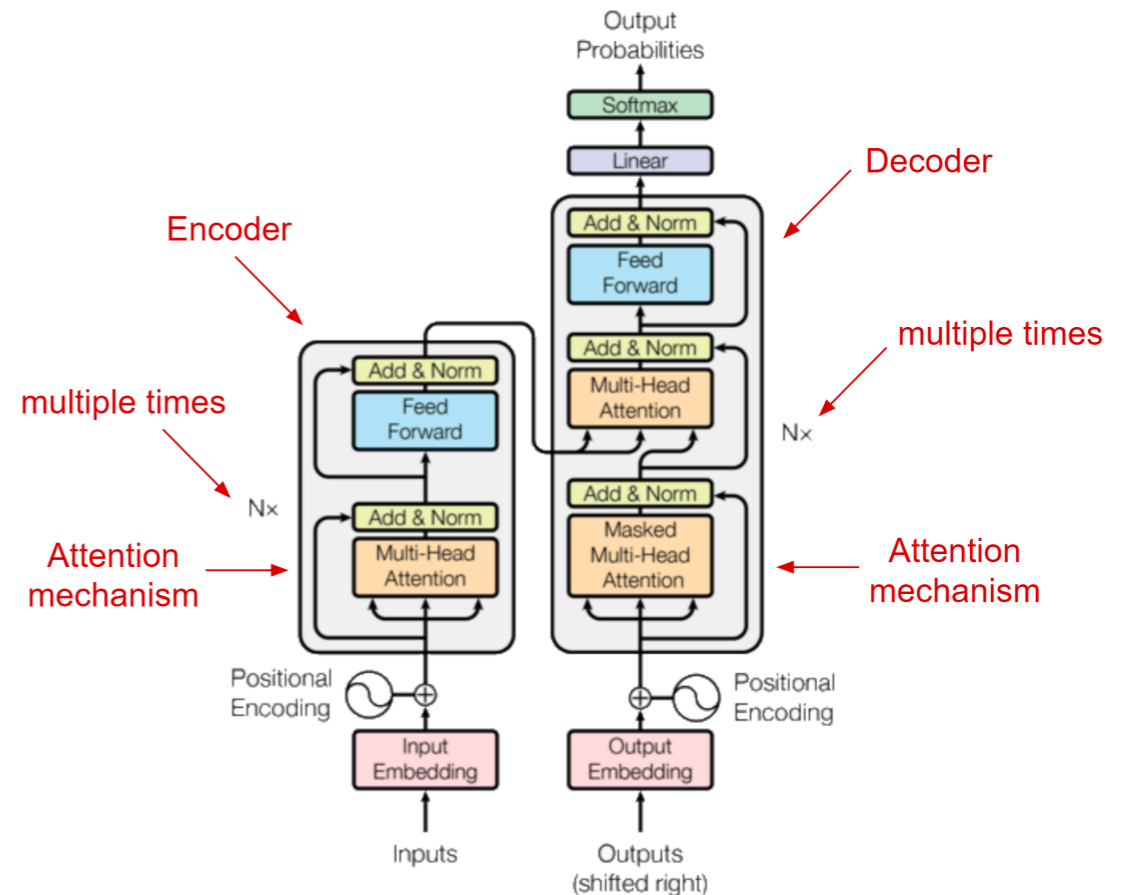 Output
Probabilities
Softmax
Linear
Decoder
Add & Norm
Feed
Forward
Add & Norm
Multi-Head
Attention
multiple times
N×
Add & Norm
Masked
Multi-Head
Attention
Attention
mechanism
Encoder
Add & Norm
Feed
Forward
multiple times
N×
Add & Norm
Multi-Head
Attention
Attention
mechanism
Positional
Encoding
Positional
Encoding
Input
Embedding
Output
Embedding
Inputs
Outputs
(shifted right)